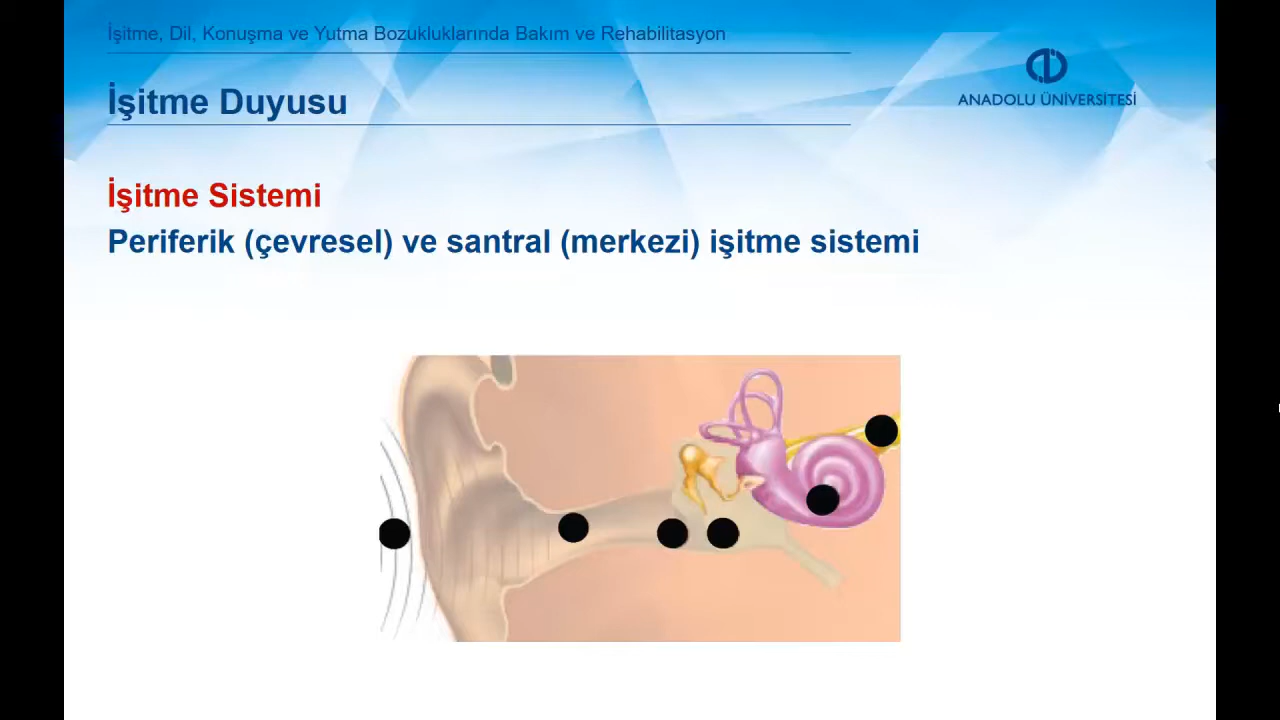 İşitme, Dil, Konuşma ve Yutma Bozukluklarında Bakım ve Rehabilitasyon
İşitme Duyusu
ANADOLU ÜNİVERSİTESİ
İşitme Sistemi
Periferik (çevresel) ve santral (merkezi) işitme sistemi